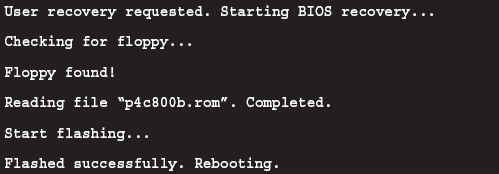 User recovery requested. Starting BIOS recovery...
Checking for floppy...
Floppy found!
Reading file “p4c800b.rom”. Completed.
Start flashing...
Flashed successfully. Rebooting.